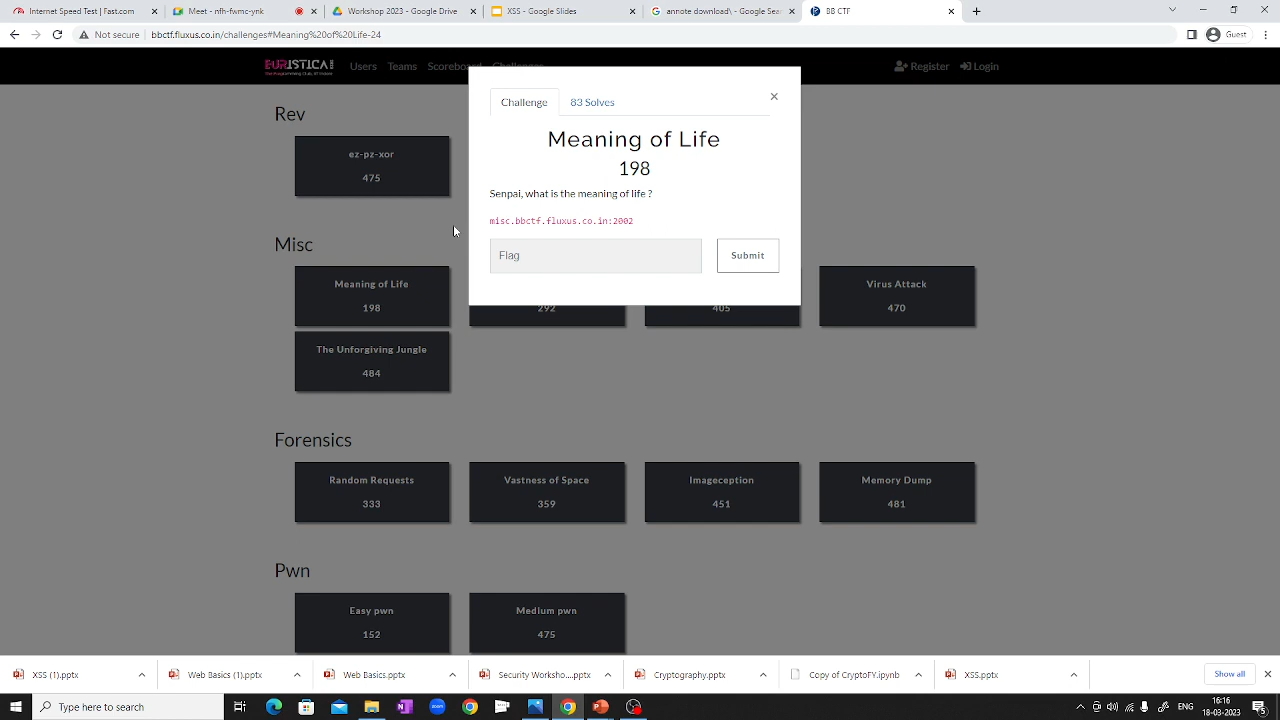 Internet Speed Test | Fast.com
Meet - nfh-fwmc-ynk
Workshop 2023 - Google Drive
XSS - Google Slides
annote download! - Google Sear
BB CTF
Not secure
bbctf.fluxus.co.in/challenges#Meaning%20of%20Life-24
Guest
EURISTICA
Users
Teams
Scoreboard
Challenges
Register
Login
Challenge
83 Solves
Meaning of Life
198
Senpai, what is the meaning of life ?
misc.bbctf.fluxus.co.in:2002
Flag
Submit
Rev
ez-pz-xor
475
Misc
Meaning of Life
198
292
405
Virus Attack
470
The Unforgiving Jungle
484
Forensics
Random Requests
333
Vastness of Space
359
Imageception
451
Memory Dump
481
Pwn
Easy pwn
152
Medium pwn
475
XSS (1).pptx
Web Basics (1).pptx
Web Basics.pptx
Security Worksho....pptx
Cryptography.pptx
Copy of CryptoFY.ipynb
XSS.pptx
Show all
Type here to search
ENG
16:16
18-03-2023